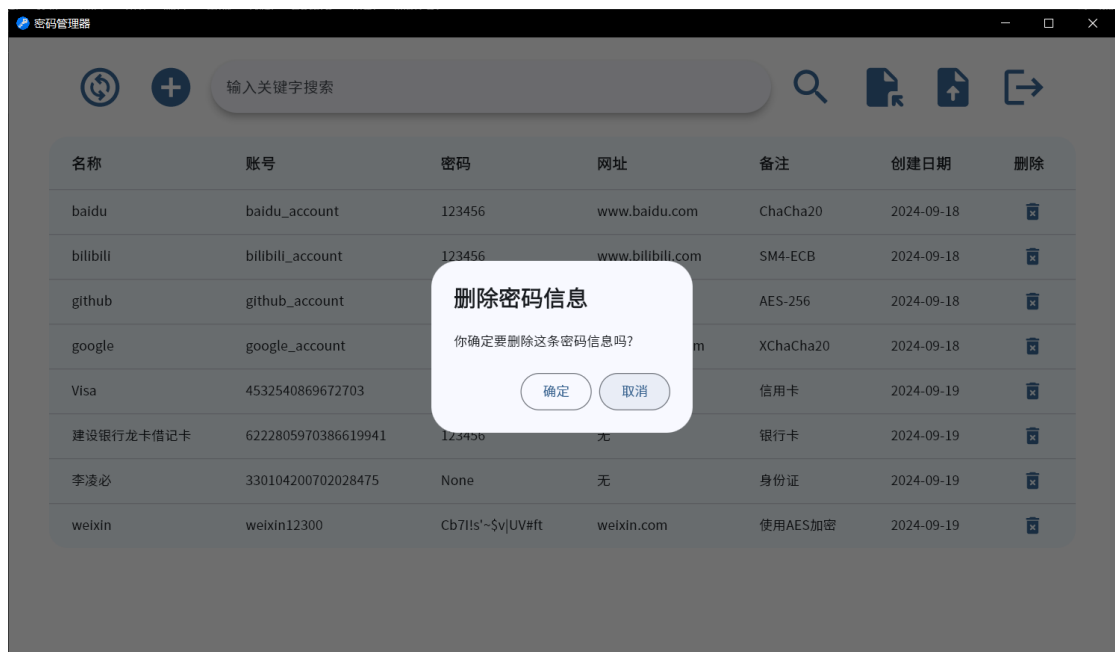 密码管理器
输入关键字搜索
名称 账号 密码 网址 备注 创建日期 删除
baidu baidu_account 123456 www.baidu.com ChaCha20 2024-09-18
bilibili bilibili_account 123456 www.bilibili.com SM4-ECB 2024-09-18
github github_account AES-256 2024-09-18
google google_account m XChaCha20 2024-09-18
Visa 4532540869672703 信用卡 2024-09-19
建设银行龙卡借记卡 6222805970386619941 123456 无 银行卡 2024-09-19
李凌必 330104200702028475 None 无 身份证 2024-09-19
weixin weixin12300 Cb7I!s'~$v|UV#ft weixin.com 使用AES加密 2024-09-19
删除密码信息
你确定要删除这条密码信息吗?
确定 取消